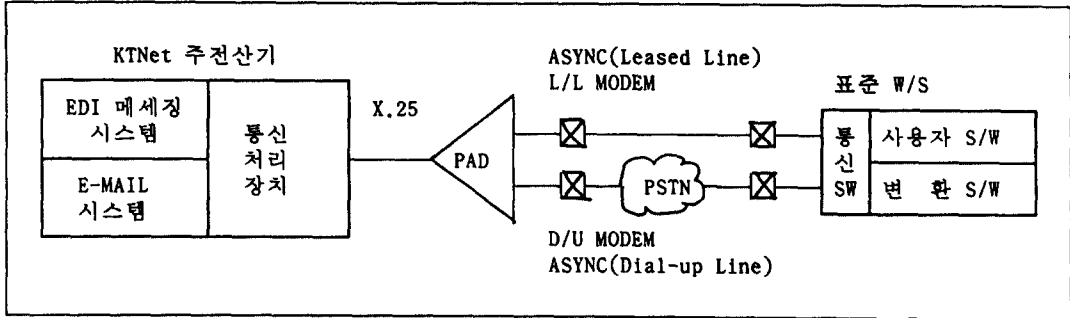 KTNet 주전산기
EDI 메세징
시스템
E-MAIL
시스템
통신
처리
장치
X.25
PAD
ASYNC(Leased Line)
L/L MODEM
PSTN
D/U MODEM
ASYNC(Dial-up Line)
표준 W/S
통
신
SW
사용자 S/W
변 환 S/W